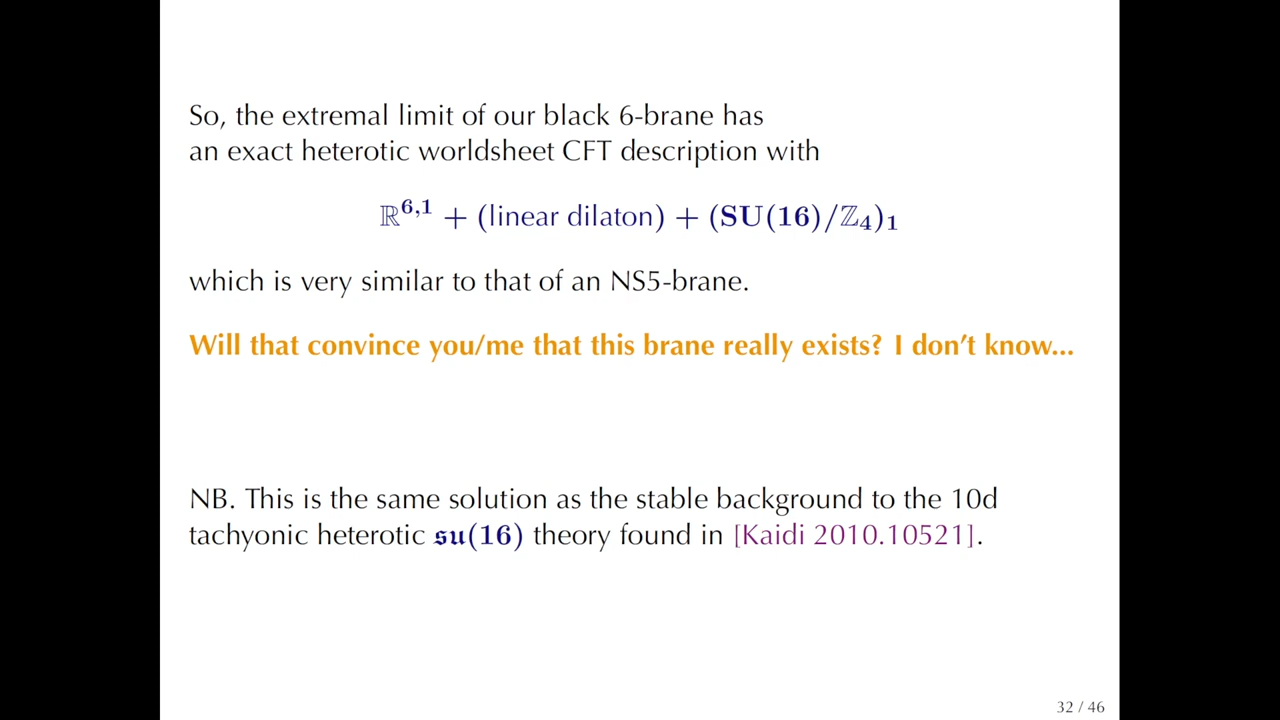 So, the extremal limit of our black 6-brane has
an exact heterotic worldsheet CFT description with
ℝ^{6,1} + (linear dilaton) + (SU(16)/ℤ₄)₁
which is very similar to that of an NS5-brane.
Will that convince you/me that this brane really exists? I don’t know...
NB. This is the same solution as the stable background to the 10d
tachyonic heterotic 𝖘𝖚(16) theory found in [Kaidi 2010.10521].
32 / 46